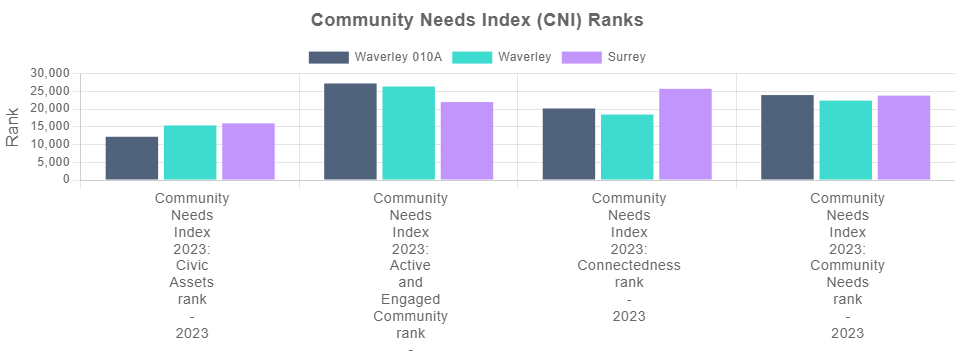 Community Needs Index (CNI) Ranks
Waverley 010A Waverley Surrey
Rank
30,000
25,000
20,000
15,000
10,000
5,000
0
Community
Needs
Index
2023:
Civic
Assets
rank
-
2023
Community
Needs
Index
2023:
Active
and
Engaged
Community
rank
-
Community
Needs
Index
2023:
Connectedness
rank
-
2023
Community
Needs
Index
2023:
Community
Needs
rank
-
2023